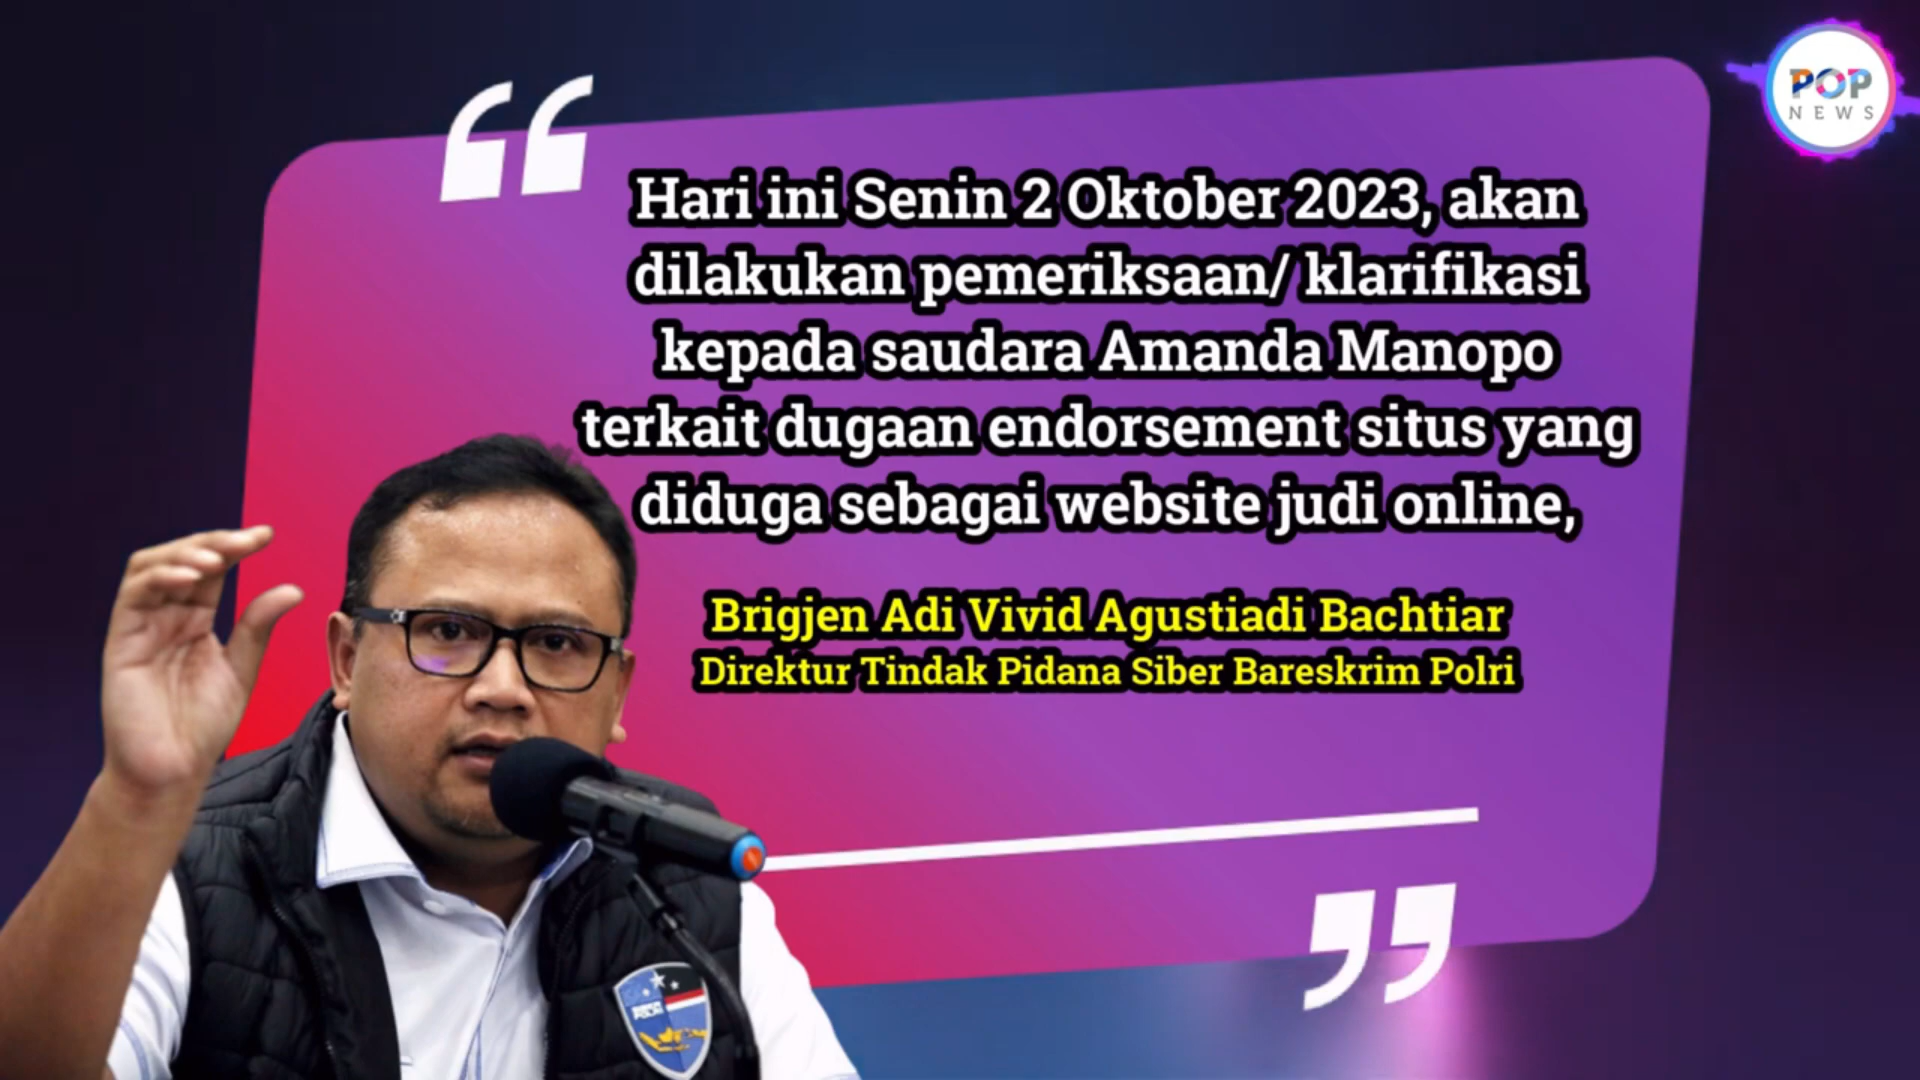 POP
NEWS
Hari ini Senin 2 Oktober 2023, akan
dilakukan pemeriksaan/ klarifikasi
kepada saudara Amanda Manopo
terkait dugaan endorsement situs yang
diduga sebagai website judi online,
Brigjen Adi Vivid Agustiadi Bachtiar
Direktur Tindak Pidana Siber Bareskrim Polri